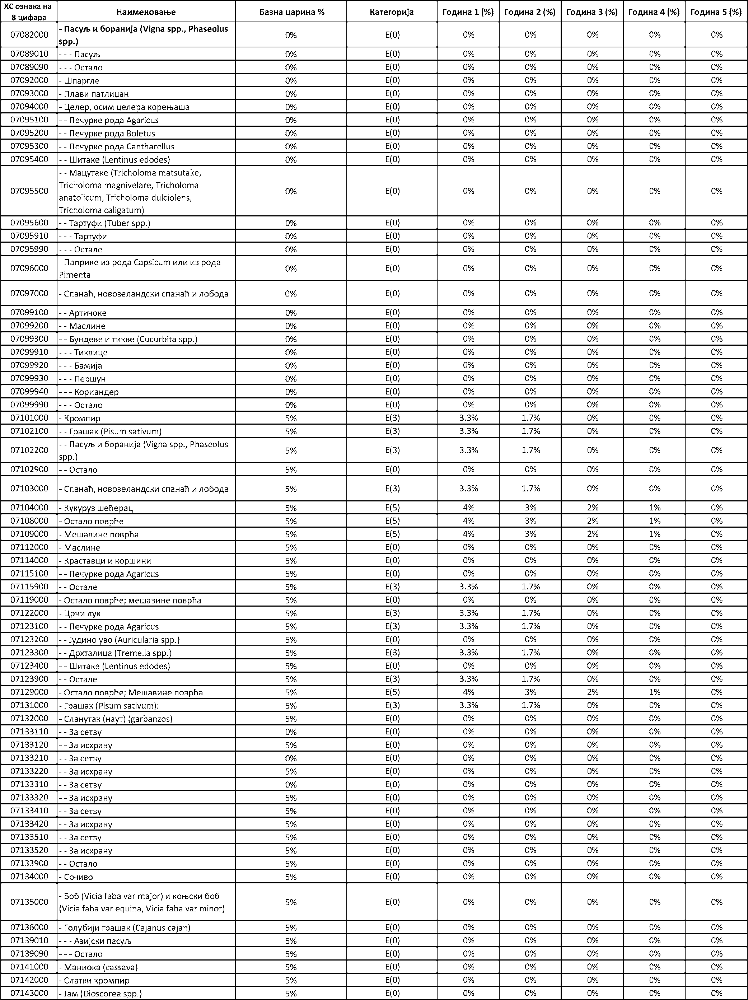 ХС ознака на 8 цифара Наименовање Базна царина % Категорија Година 1 (%) Година 2 (%) Година 3 (%) Година 4 (%) Година 5 (%)
07082000 - Пасуљ и боранија (Vigna spp., Phaseolus spp.) 0% E(0) 0% 0% 0% 0% 0%
07089010 - - - Пасуљ 0% E(0) 0% 0% 0% 0% 0%
07089090 - - - Остало 0% E(0) 0% 0% 0% 0% 0%
07092000 - Шпаргле 0% E(0) 0% 0% 0% 0% 0%
07093000 - Плави патлиџан 0% E(0) 0% 0% 0% 0% 0%
07094000 - Целер, осим целера корењаша 0% E(0) 0% 0% 0% 0% 0%
07095100 - - Печурке рода Agaricus 0% E(0) 0% 0% 0% 0% 0%
07095200 - - Печурке рода Boletus 0% E(0) 0% 0% 0% 0% 0%
07095300 - - Печурке рода Cantharellus 0% E(0) 0% 0% 0% 0% 0%
07095400 - - Шитаке (Lentinus edodes) 0% E(0) 0% 0% 0% 0% 0%
07095500 - - Мацутаке (Tricholoma matsutake, Tricholoma magnivelare, Tricholoma anatolicum, Tricholoma dulciolens, Tricholoma caligatum) 0% E(0) 0% 0% 0% 0% 0%
07095600 - - Тартуфи (Tuber spp.) 0% E(0) 0% 0% 0% 0% 0%
07095910 - - - Тартуфи 0% E(0) 0% 0% 0% 0% 0%
07095990 - - - Остале 0% E(0) 0% 0% 0% 0% 0%
07096000 - Паприке из рода Capsicum или из рода Pimenta 0% E(0) 0% 0% 0% 0% 0%
07097000 - Спанаћ, новозеландски спанаћ и лобода 0% E(0) 0% 0% 0% 0% 0%
07099100 - - Артичоке 0% E(0) 0% 0% 0% 0% 0%
07099200 - - Маслине 0% E(0) 0% 0% 0% 0% 0%
07099300 - - Бундеве и тикве (Cucurbita spp.) 0% E(0) 0% 0% 0% 0% 0%
07099910 - - - Тиквице 0% E(0) 0% 0% 0% 0% 0%
07099920 - - - Бамија 0% E(0) 0% 0% 0% 0% 0%
07099930 - - - Першун 0% E(0) 0% 0% 0% 0% 0%
07099940 - - - Кориандер 0% E(0) 0% 0% 0% 0% 0%
07099990 - - - Остало 0% E(0) 0% 0% 0% 0% 0%
07101000 - Кромпир 5% E(3) 3.3% 1.7% 0% 0% 0%
07102100 - - Грашак (Pisum sativum) 5% E(3) 3.3% 1.7% 0% 0% 0%
07102200 - - Пасуљ и боранија (Vigna spp., Phaseolus spp.) 5% E(3) 3.3% 1.7% 0% 0% 0%
07102900 - - Остало 5% E(0) 0% 0% 0% 0% 0%
07103000 - Спанаћ, новозеландски спанаћ и лобода 5% E(3) 3.3% 1.7% 0% 0% 0%
07104000 - Кукуруз шећерац 5% E(5) 4% 3% 2% 1% 0%
07108000 - Остало поврће 5% E(5) 4% 3% 2% 1% 0%
07109000 - Мешавине поврћа 5% E(5) 4% 3% 2% 1% 0%
07112000 - Маслине 5% E(0) 0% 0% 0% 0% 0%
07114000 - Краставци и коршини 5% E(0) 0% 0% 0% 0% 0%
07115100 - - Печурке рода Agaricus 5% E(0) 0% 0% 0% 0% 0%
07115900 - - Остале 5% E(3) 3.3% 1.7% 0% 0% 0%
07119000 - Остало поврће; мешавине поврћа 5% E(0) 0% 0% 0% 0% 0%
07122000 - Црни лук 5% E(3) 3.3% 1.7% 0% 0% 0%
07123100 - - Печурке рода Agaricus 5% E(3) 3.3% 1.7% 0% 0% 0%
07123200 - - Јудино уво (Auricularia spp.) 5% E(0) 0% 0% 0% 0% 0%
07123300 - - Дрхталица (Tremella spp.) 5% E(3) 3.3% 1.7% 0% 0% 0%
07123400 - - Шитаке (Lentinus edodes) 5% E(0) 0% 0% 0% 0% 0%
07123900 - - Остале 5% E(3) 3.3% 1.7% 0% 0% 0%
07129000 - Остало поврће; Мешавине поврћа 5% E(5) 4% 3% 2% 1% 0%
07131000 - Грашак (Pisum sativum): 5% E(3) 3.3% 1.7% 0% 0% 0%
07132000 - Сланутак (наут) (garbanzos) 5% E(0) 0% 0% 0% 0% 0%
07133110 - - За сетву 0% E(0) 0% 0% 0% 0% 0%
07133120 - - За исхрану 5% E(0) 0% 0% 0% 0% 0%
07133210 - - За сетву 0% E(0) 0% 0% 0% 0% 0%
07133220 - - За исхрану 5% E(0) 0% 0% 0% 0% 0%
07133310 - - За сетву 0% E(0) 0% 0% 0% 0% 0%
07133320 - - За исхрану 5% E(0) 0% 0% 0% 0% 0%
07133410 - - За сетву 5% E(0) 0% 0% 0% 0% 0%
07133420 - - За исхрану 5% E(0) 0% 0% 0% 0% 0%
07133510 - - За сетву 5% E(0) 0% 0% 0% 0% 0%
07133520 - - За исхрану 5% E(0) 0% 0% 0% 0% 0%
07133900 - - Остало 5% E(0) 0% 0% 0% 0% 0%
07134000 - Сочиво 5% E(0) 0% 0% 0% 0% 0%
07135000 - Боб (Vicia faba var major) и коњски боб (Vicia faba var equina, Vicia faba var minor) 5% E(0) 0% 0% 0% 0% 0%
07136000 - Голубији грашак (Cajanus cajan) 5% E(0) 0% 0% 0% 0% 0%
07139010 - - - Азијски пасуљ 5% E(0) 0% 0% 0% 0% 0%
07139090 - - - Остало 5% E(0) 0% 0% 0% 0% 0%
07141000 - Маниока (cassava) 5% E(0) 0% 0% 0% 0% 0%
07142000 - Слатки кромпир 5% E(0) 0% 0% 0% 0% 0%
07143000 - Јам (Dioscorea spp.) 5% E(0) 0% 0% 0% 0% 0%